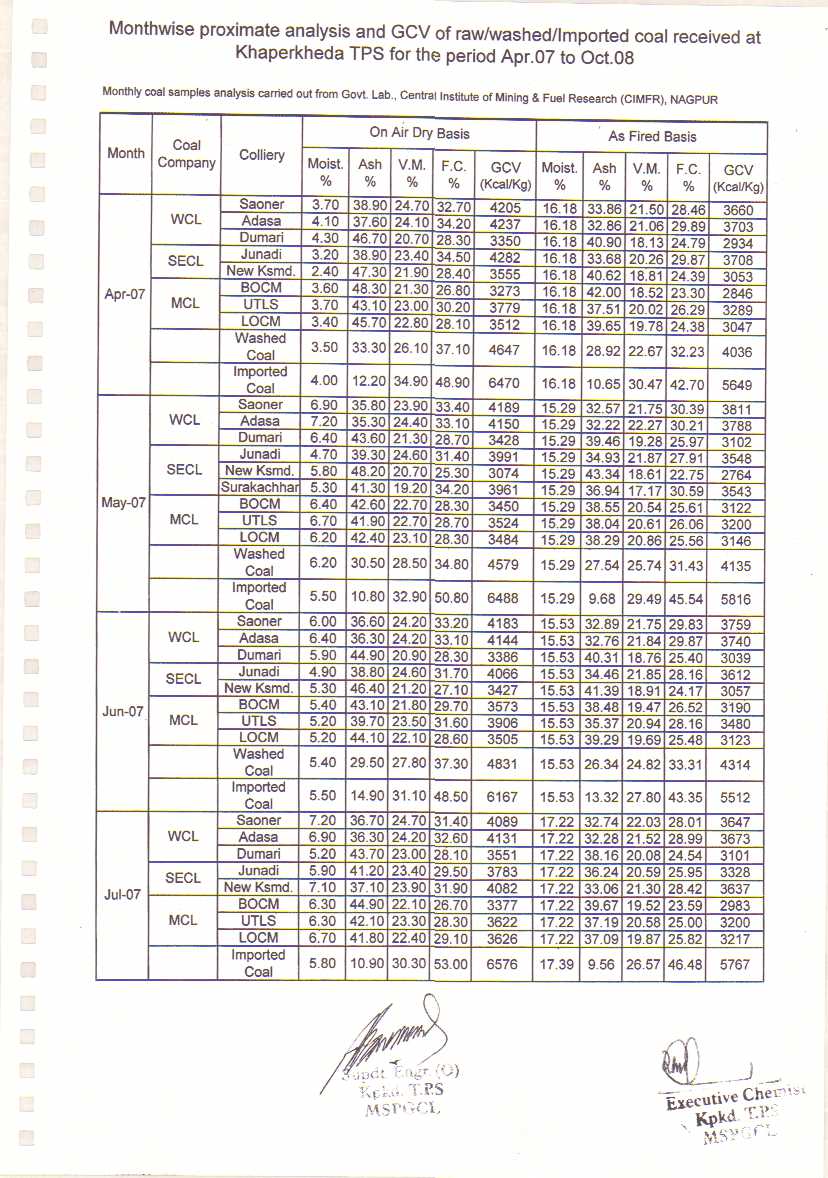 Monthwise proximate analysis and GCV of raw/washed/Imported coal received at
Khaperkheda TPS for the period Apr.07 to Oct.08
Monthly coal samples analysis carried out from Govt. Lab., Central Institute of Mining & Fuel Research (CIMFR), NAGPUR
Month Coal Company Colliery On Air Dry Basis As Fired Basis
Moist. % Ash % V.M. % F.C. % GCV (Kcal/Kg) Moist. % Ash % V.M. % F.C. % GCV (Kcal/Kg)
Apr-07
WCL
Saoner 3.70 38.90 24.70 32.70 4205 16.18 33.86 21.50 28.46 3660
Adasa 4.10 37.60 24.10 34.20 4237 16.18 32.86 21.06 29.89 3703
Dumari 4.30 46.70 20.70 28.30 3350 16.18 40.90 18.13 24.79 2934
SECL
Junadi 3.20 38.90 23.40 34.50 4282 16.18 33.68 20.26 29.87 3708
New Ksmd. 2.40 47.30 21.90 28.40 3555 16.18 40.62 18.81 24.39 3053
MCL
BOCM 3.60 48.30 21.30 26.80 3273 16.18 42.00 18.52 23.30 2846
UTLS 3.70 43.10 23.00 30.20 3779 16.18 37.51 20.02 26.29 3289
LOCM 3.40 45.70 22.80 28.10 3512 16.18 39.65 19.78 24.38 3047
Washed Coal 3.50 33.30 26.10 37.10 4647 16.18 28.92 22.67 32.23 4036
Imported Coal 4.00 12.20 34.90 48.90 6470 16.18 10.65 30.47 42.70 5649
May-07
WCL
Saoner 6.90 35.80 23.90 33.40 4189 15.29 32.57 21.75 30.39 3811
Adasa 7.20 35.30 24.40 33.10 4150 15.29 32.22 22.27 30.21 3788
Dumari 6.40 43.60 21.30 28.70 3428 15.29 39.46 19.28 25.97 3102
SECL
Junadi 4.70 39.30 24.60 31.40 3991 15.29 34.93 21.87 27.91 3548
New Ksmd. 5.80 48.20 20.70 25.30 3074 15.29 43.34 18.61 22.75 2764
Surakachhar 5.30 41.30 19.20 34.20 3961 15.29 36.94 17.17 30.59 3543
MCL
BOCM 6.40 42.60 22.70 28.30 3450 15.29 38.55 20.54 25.61 3122
UTLS 6.70 41.90 22.70 28.70 3524 15.29 38.04 20.61 26.06 3200
LOCM 6.20 42.40 23.10 28.30 3484 15.29 38.29 20.86 25.56 3146
Washed Coal 6.20 30.50 28.50 34.80 4579 15.29 27.54 25.74 31.43 4135
Imported Coal 5.50 10.80 32.90 50.80 6488 15.29 9.68 29.49 45.54 5816
Jun-07
WCL
Saoner 6.00 36.60 24.20 33.20 4183 15.53 32.89 21.75 29.83 3759
Adasa 6.40 36.30 24.20 33.10 4144 15.53 32.76 21.84 29.87 3740
Dumari 5.90 44.90 20.90 28.30 3386 15.53 40.31 18.76 25.40 3039
SECL
Junadi 4.90 38.80 24.60 31.70 4066 15.53 34.46 21.85 28.16 3612
New Ksmd. 5.30 46.40 21.20 27.10 3427 15.53 41.39 18.91 24.17 3057
MCL
BOCM 5.40 43.10 21.80 29.70 3573 15.53 38.48 19.47 26.52 3190
UTLS 5.20 39.70 23.50 31.60 3906 15.53 35.37 20.94 28.16 3480
LOCM 5.20 44.10 22.10 28.60 3505 15.53 39.29 19.69 25.48 3123
Washed Coal 5.40 29.50 27.80 37.30 4831 15.53 26.34 24.82 33.31 4314
Imported Coal 5.50 14.90 31.10 48.50 6167 15.53 13.32 27.80 43.35 5512
Jul-07
WCL
Saoner 7.20 36.70 24.70 31.40 4089 17.22 32.74 22.03 28.01 3647
Adasa 6.90 36.30 24.20 32.60 4131 17.22 32.28 21.52 28.99 3673
Dumari 5.20 43.70 23.00 28.10 3551 17.22 38.16 20.08 24.54 3101
SECL
Junadi 5.90 41.20 23.40 29.50 3783 17.22 36.24 20.59 25.95 3328
New Ksmd. 7.10 37.10 23.90 31.90 4082 17.22 33.06 21.30 28.42 3637
MCL
BOCM 6.30 44.90 22.10 26.70 3377 17.22 39.67 19.52 23.59 2983
UTLS 6.30 42.10 23.30 28.30 3622 17.22 37.19 20.58 25.00 3200
LOCM 6.70 41.80 22.40 29.10 3626 17.22 37.09 19.87 25.82 3217
Imported Coal 5.80 10.90 30.30 53.00 6576 17.39 9.56 26.57 46.48 5767
Supdt. Engr. (O)
Kpkd. T.P.S
MSPGCL
Executive Chemist
Kpkd. T.PS
MSPGCL